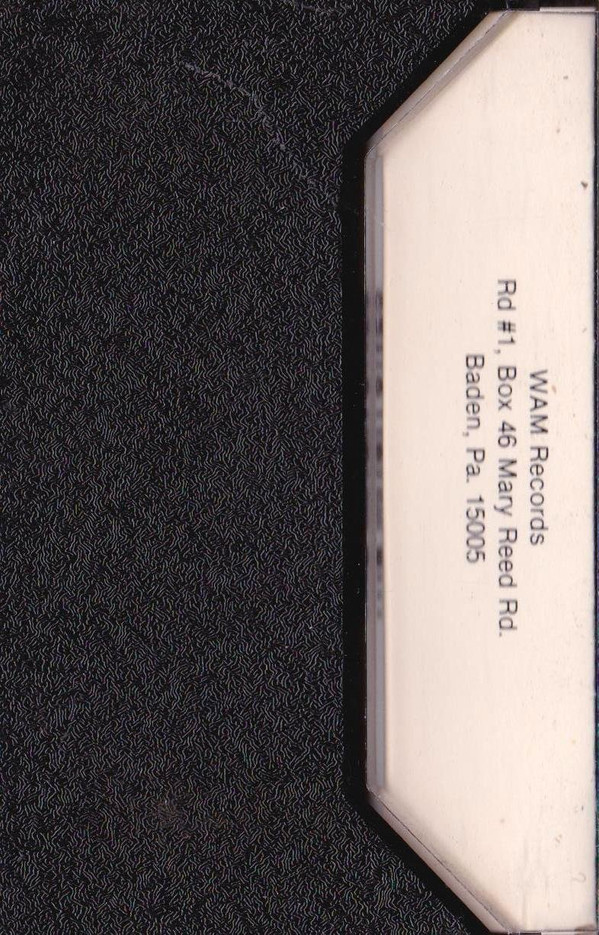 WAM Records
Rd #1, Box 46 Mary Reed Rd.
Baden, Pa. 15005